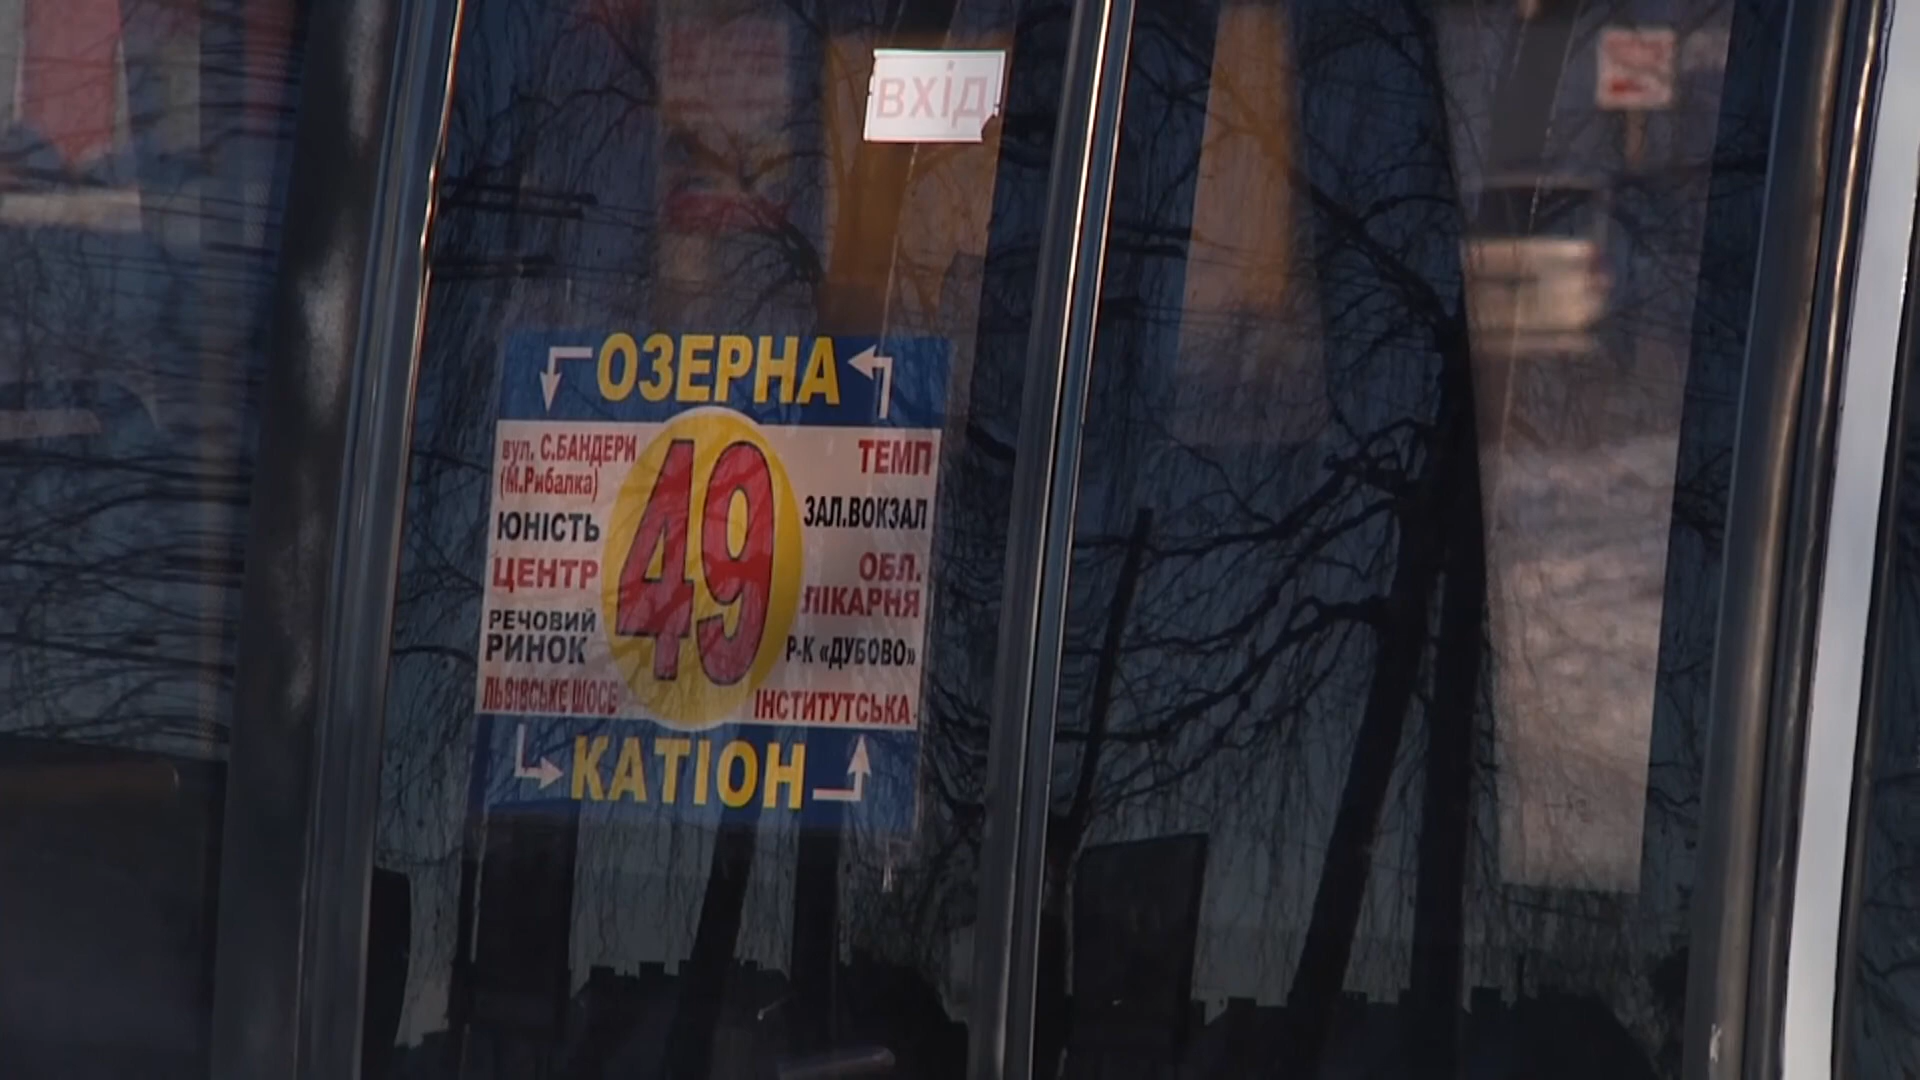 вхід
ОЗЕРНА
вул. С.БАНДЕРИ
(М.Рибалка)
ЮНІСТЬ
ЦЕНТР
РЕЧОВИЙ
РИНОК
ЛЬВІВСЬКЕ ШОСЕ
49
ТЕМП
ЗАЛ.ВОКЗАЛ
ОБЛ.
ЛІКАРНЯ
Р-К «ДУБОВО»
ІНСТИТУТСЬКА
КАТІОН